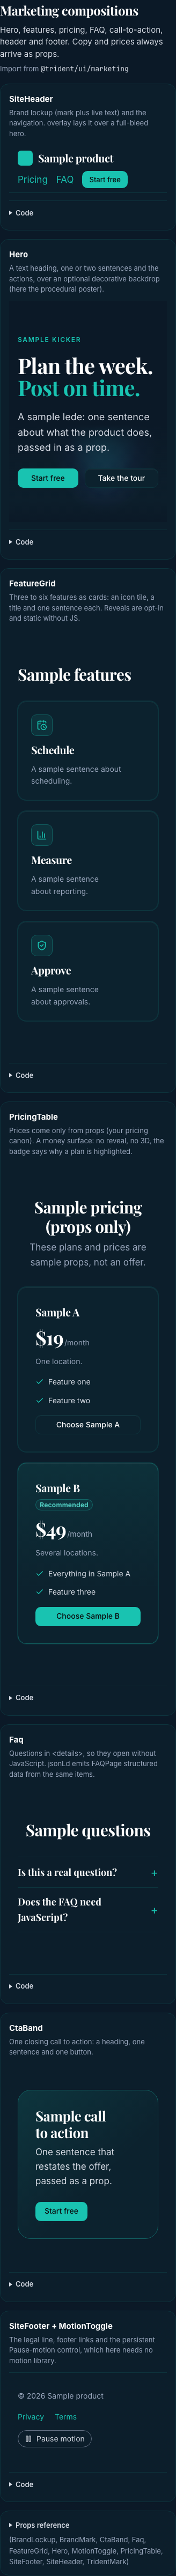 Marketing compositions
Hero, features, pricing, FAQ, call-to-action,
header and footer. Copy and prices always
arrive as props.
Import from @trident/ui/marketing
SiteHeader
Brand lockup (mark plus live text) and the
navigation. overlay lays it over a full-bleed
hero.
Sample product
Pricing FAQ Start free
Code
Hero
A text heading, one or two sentences and the
actions, over an optional decorative backdrop
(here the procedural poster).
SAMPLE KICKER
Plan the week.
Post on time.
A sample lede: one sentence
about what the product does,
passed in as a prop.
Start free Take the tour
Code
FeatureGrid
Three to six features as cards: an icon tile, a
title and one sentence each. Reveals are opt-in
and static without JS.
Sample features
Schedule
A sample sentence about
scheduling.
Measure
A sample sentence
about reporting.
Approve
A sample sentence
about approvals.
Code
PricingTable
Prices come only from props (your pricing
canon). A money surface: no reveal, no 3D, the
badge says why a plan is highlighted.
Sample pricing
(props only)
These plans and prices are
sample props, not an offer.
Sample A
$19/month
One location.
Feature one
Feature two
Choose Sample A
Sample B
Recommended
$49/month
Several locations.
Everything in Sample A
Feature three
Choose Sample B
Code
Faq
Questions in <details>, so they open without
JavaScript. jsonLd emits FAQPage structured
data from the same items.
Sample questions
Is this a real question? +
Does the FAQ need
JavaScript? +
Code
CtaBand
One closing call to action: a heading, one
sentence and one button.
Sample call
to action
One sentence that
restates the offer,
passed as a prop.
Start free
Code
SiteFooter + MotionToggle
The legal line, footer links and the persistent
Pause-motion control, which here needs no
motion library.
© 2026 Sample product
Privacy Terms
Pause motion
Code
Props reference
(BrandLockup, BrandMark, CtaBand, Faq,
FeatureGrid, Hero, MotionToggle, PricingTable,
SiteFooter, SiteHeader, TridentMark)